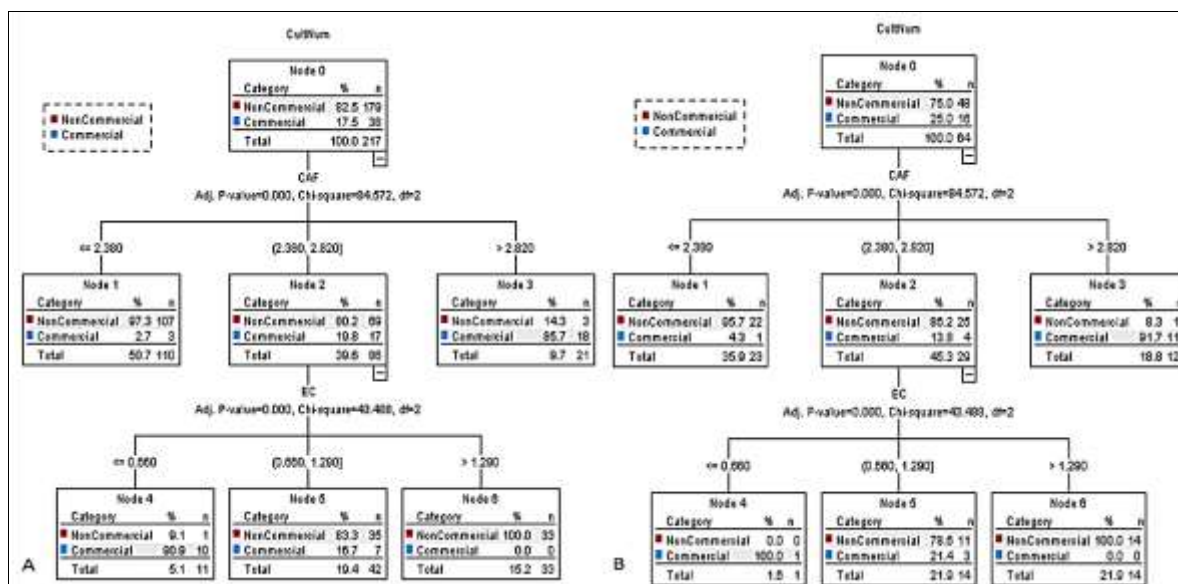 CultNum
Node 0
Category % n
NonCommercial 82.5 179
Commercial 17.5 38
Total 100.0 217
NonCommercial
Commercial
CAF
Adj. P-value=0.000, Chi-square=84.572, df=2
<= 2.380
(2.380, 2.820]
> 2.820
Node 1
Category % n
NonCommercial 97.3 107
Commercial 2.7 3
Total 50.7 110
Node 2
Category % n
NonCommercial 80.2 69
Commercial 19.8 17
Total 39.6 86
Node 3
Category % n
NonCommercial 14.3 3
Commercial 85.7 18
Total 9.7 21
EC
Adj. P-value=0.000, Chi-square=43.488, df=2
<= 0.660
(0.660, 1.290]
> 1.290
Node 4
Category % n
NonCommercial 9.1 1
Commercial 90.9 10
Total 5.1 11
Node 5
Category % n
NonCommercial 83.3 35
Commercial 16.7 7
Total 19.4 42
Node 6
Category % n
NonCommercial 100.0 33
Commercial 0.0 0
Total 15.2 33
A
CultNum
Node 0
Category % n
NonCommercial 75.0 48
Commercial 25.0 16
Total 100.0 64
NonCommercial
Commercial
CAF
Adj. P-value=0.000, Chi-square=84.572, df=2
<= 2.380
(2.380, 2.820]
> 2.820
Node 1
Category % n
NonCommercial 95.7 22
Commercial 4.3 1
Total 35.9 23
Node 2
Category % n
NonCommercial 86.2 25
Commercial 13.8 4
Total 45.3 29
Node 3
Category % n
NonCommercial 8.3 1
Commercial 91.7 11
Total 18.8 12
EC
Adj. P-value=0.000, Chi-square=43.488, df=2
<= 0.660
(0.660, 1.290]
> 1.290
Node 4
Category % n
NonCommercial 0.0 0
Commercial 100.0 1
Total 1.6 1
Node 5
Category % n
NonCommercial 78.6 11
Commercial 21.4 3
Total 21.9 14
Node 6
Category % n
NonCommercial 100.0 14
Commercial 0.0 0
Total 21.9 14
B